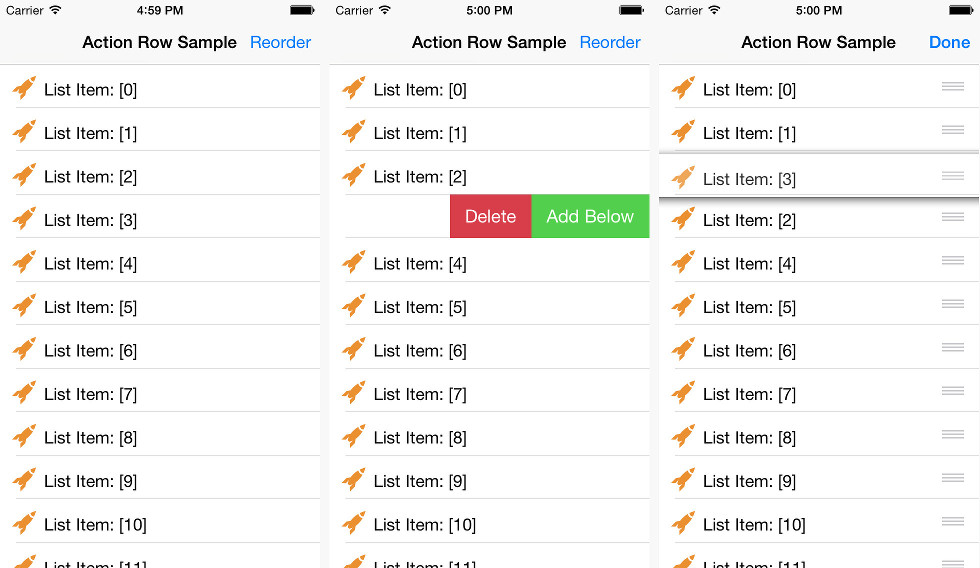 Carrier 4:59 PM
Action Row Sample Reorder
List Item: [0]
List Item: [1]
List Item: [2]
List Item: [3]
List Item: [4]
List Item: [5]
List Item: [6]
List Item: [7]
List Item: [8]
List Item: [9]
List Item: [10]
List Item: [11]
Carrier 5:00 PM
Action Row Sample Reorder
List Item: [0]
List Item: [1]
List Item: [2]
Delete Add Below
List Item: [4]
List Item: [5]
List Item: [6]
List Item: [7]
List Item: [8]
List Item: [9]
List Item: [10]
List Item: [11]
Carrier 5:00 PM
Action Row Sample Done
List Item: [0]
List Item: [1]
List Item: [3]
List Item: [2]
List Item: [4]
List Item: [5]
List Item: [6]
List Item: [7]
List Item: [8]
List Item: [9]
List Item: [10]
List Item: [11]